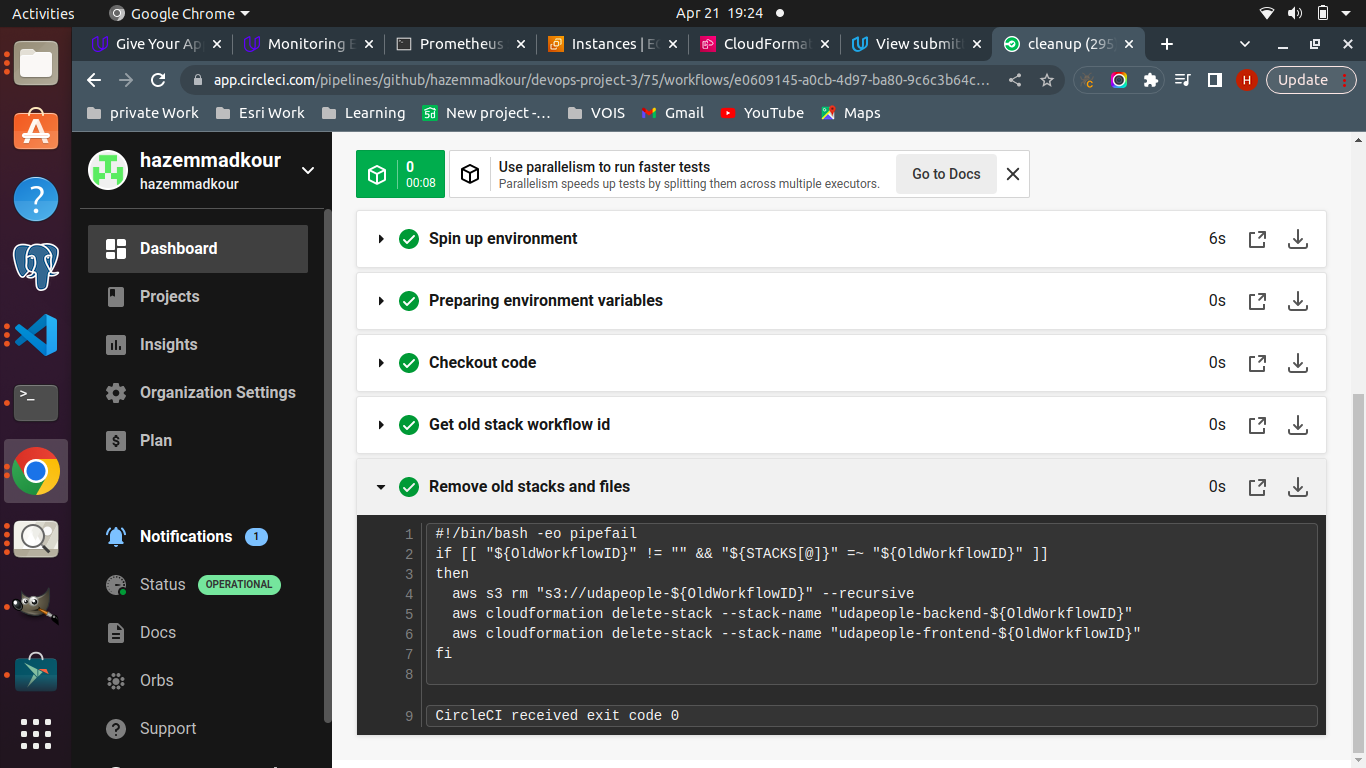 Activities
Google Chrome
Apr 21 19:24
Give Your Ap
Monitoring E
Prometheus
Instances | EC
CloudForma
View submit
cleanup (295
app.circleci.com/pipelines/github/hazemmadkour/devops-project-3/75/workflows/e0609145-a0cb-4d97-ba80-9c6c3b64c...
H
Update
private Work
Esri Work
Learning
New project -...
VOIS
Gmail
YouTube
Maps
hazemmadkour
hazemmadkour
Dashboard
Projects
Insights
Organization Settings
Plan
Notifications 1
Status OPERATIONAL
Docs
Orbs
Support
0
00:08
Use parallelism to run faster tests
Parallelism speeds up tests by splitting them across multiple executors.
Go to Docs
Spin up environment 6s
Preparing environment variables 0s
Checkout code 0s
Get old stack workflow id 0s
Remove old stacks and files 0s
1 #!/bin/bash -eo pipefail
2 if [[ "${OldWorkflowID}" != "" && "${STACKS[@]}" =~ "${OldWorkflowID}" ]]
3 then
4 aws s3 rm "s3://udapeople-${OldWorkflowID}" --recursive
5 aws cloudformation delete-stack --stack-name "udapeople-backend-${OldWorkflowID}"
6 aws cloudformation delete-stack --stack-name "udapeople-frontend-${OldWorkflowID}"
7 fi
8
9 CircleCI received exit code 0